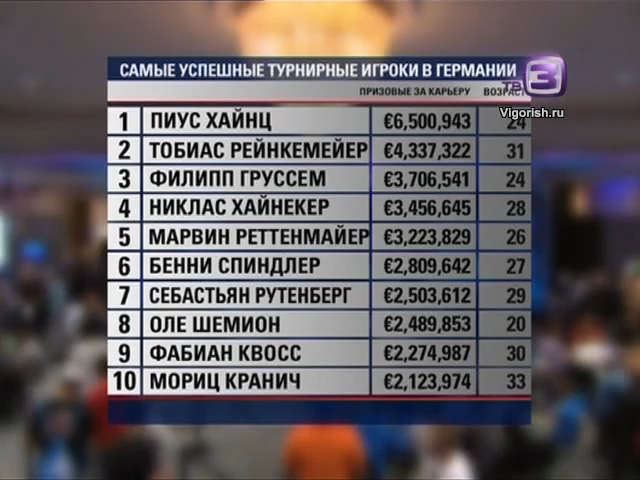 САМЫЕ УСПЕШНЫЕ ТУРНИРНЫЕ ИГРОКИ В ГЕРМАНИИ
ТВ 3
ПРИЗОВЫЕ ЗА КАРЬЕРУ ВОЗРАСТ
Vigorish.ru
1 ПИУС ХАЙНЦ €6,500,943 24
2 ТОБИАС РЕЙНКЕМЕЙЕР €4,337,322 31
3 ФИЛИПП ГРУССЕМ €3,706,541 24
4 НИКЛАС ХАЙНЕКЕР €3,456,645 28
5 МАРВИН РЕТТЕНМАЙЕР €3,223,829 26
6 БЕННИ СПИНДЛЕР €2,809,642 27
7 СЕБАСТЬЯН РУТЕНБЕРГ €2,503,612 29
8 ОЛЕ ШЕМИОН €2,489,853 20
9 ФАБИАН КВОСС €2,274,987 30
10 МОРИЦ КРАНИЧ €2,123,974 33